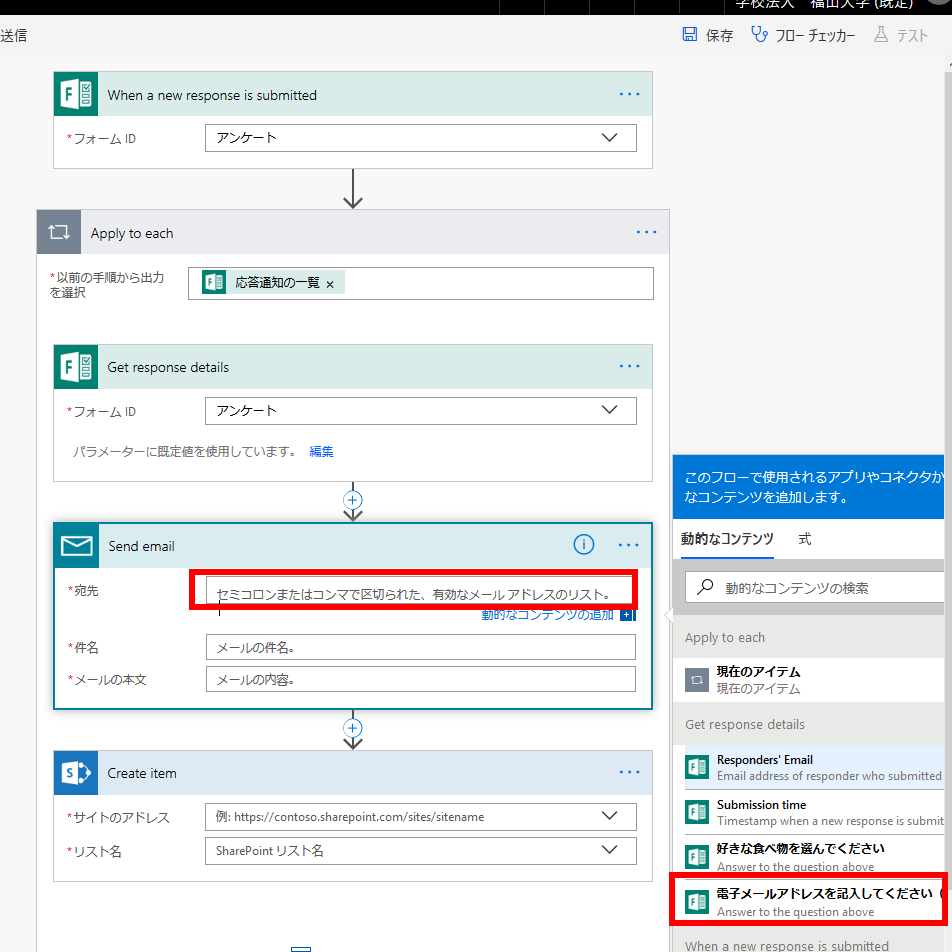 学校法人 福山大学 (既定)
送信
保存 フロー チェッカー テスト
When a new response is submitted
*フォーム ID
アンケート
Apply to each
*以前の手順から出力
を選択
応答通知の一覧 ×
Get response details
*フォーム ID
アンケート
パラメーターに既定値を使用しています。 編集
Send email
*宛先
セミコロンまたはコンマで区切られた、有効なメール アドレスのリスト。
動的なコンテンツの追加
*件名
メールの件名。
*メールの本文
メールの内容。
Create item
*サイトのアドレス
例: https://contoso.sharepoint.com/sites/sitename
*リスト名
SharePoint リスト名
このフローで使用されるアプリやコネクタか
なコンテンツを追加します。
動的なコンテンツ 式
動的なコンテンツの検索
Apply to each
現在のアイテム
現在のアイテム
Get response details
Responders' Email
Email address of responder who submitted
Submission time
Timestamp when a new response is submit
好きな食べ物を選んでください
Answer to the question above
電子メールアドレスを記入してください (
Answer to the question above
When a new response is submitted